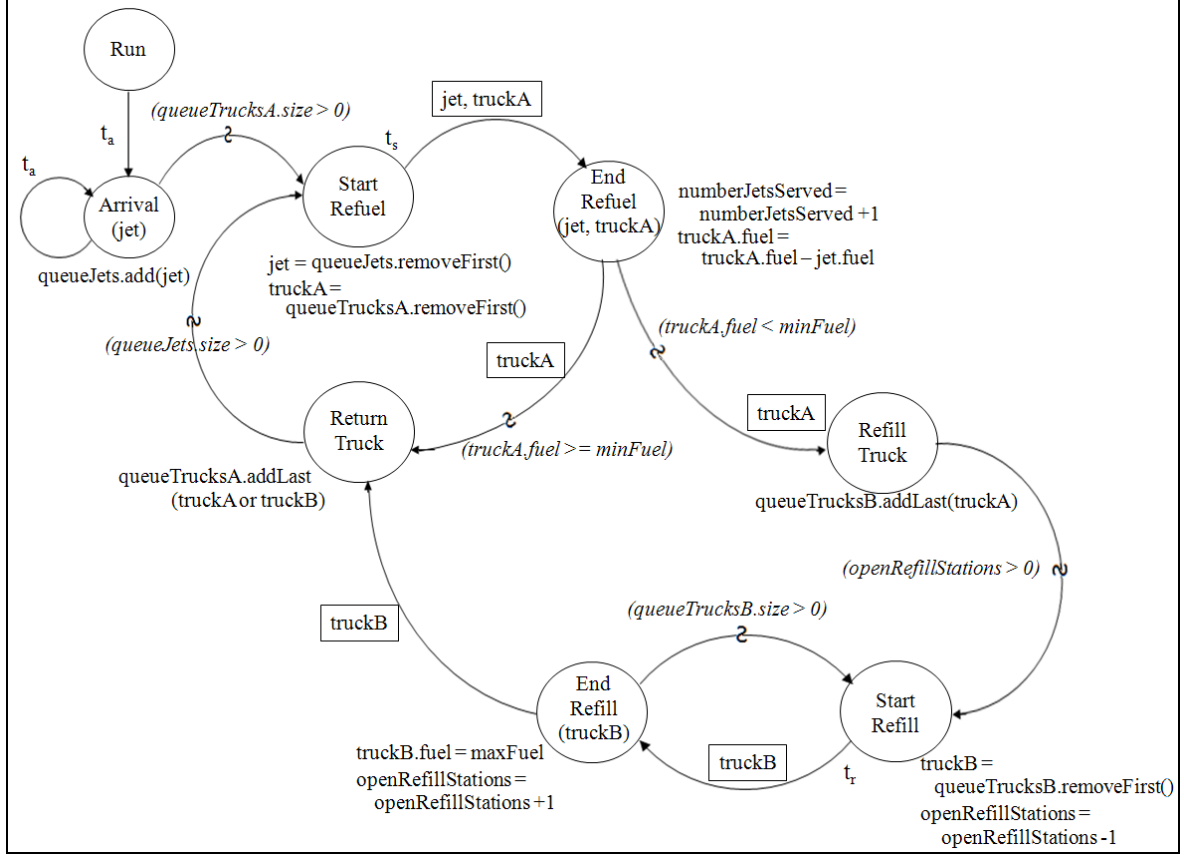 Run
(queueTrucksA.size > 0)
jet, truckA
tₐ
tₛ
tₐ
Arrival
(jet)
Start
Refuel
End
Refuel
(jet, truckA)
numberJetsServed =
numberJetsServed +1
truckA.fuel =
truckA.fuel – jet.fuel
queueJets.add(jet)
jet = queueJets.removeFirst()
truckA =
queueTrucksA.removeFirst()
(queueJets.size > 0)
(truckA.fuel < minFuel)
truckA
truckA
Return
Truck
(truckA.fuel >= minFuel)
Refill
Truck
queueTrucksA.addLast
(truckA or truckB)
queueTrucksB.addLast(truckA)
(openRefillStations > 0)
(queueTrucksB.size > 0)
truckB
End
Refill
(truckB)
Start
Refill
truckB.fuel = maxFuel
openRefillStations =
openRefillStations +1
truckB
tᵣ
truckB =
queueTrucksB.removeFirst()
openRefillStations =
openRefillStations -1